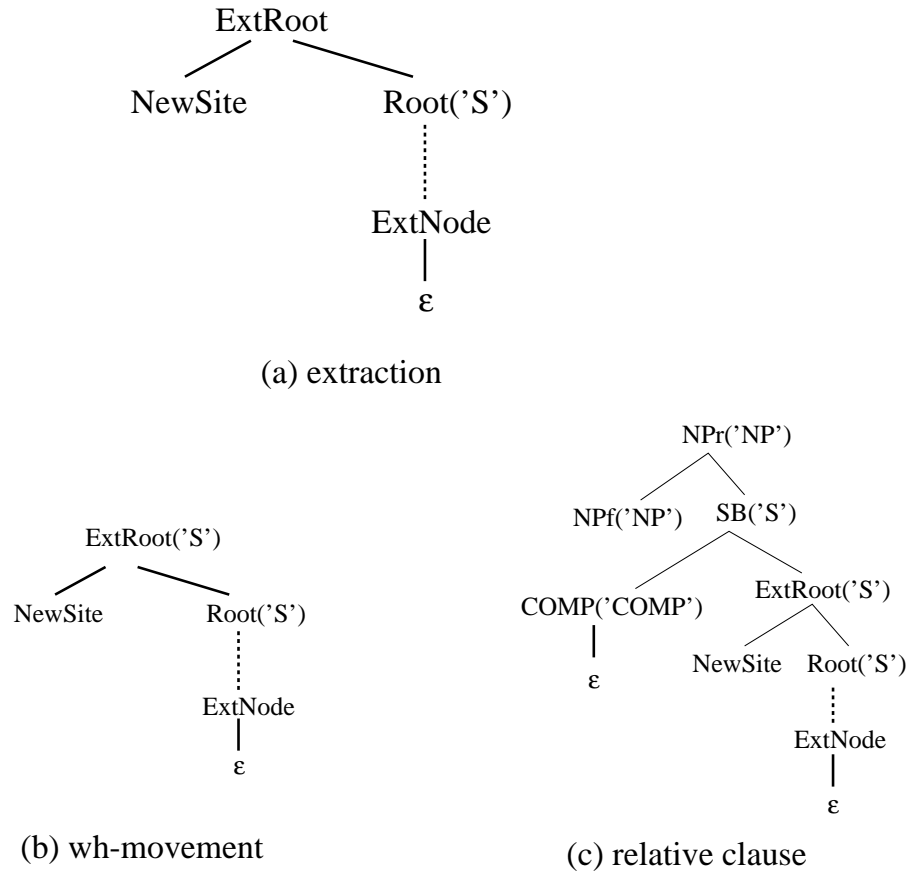 ExtRoot
NewSite Root(’S’)
ExtNode
ε
(a) extraction
ExtRoot(’S’)
NewSite Root(’S’)
ExtNode
ε
(b) wh-movement
NPr(’NP’)
NPf(’NP’) SB(’S’)
COMP(’COMP’) ExtRoot(’S’)
ε
NewSite Root(’S’)
ExtNode
ε
(c) relative clause